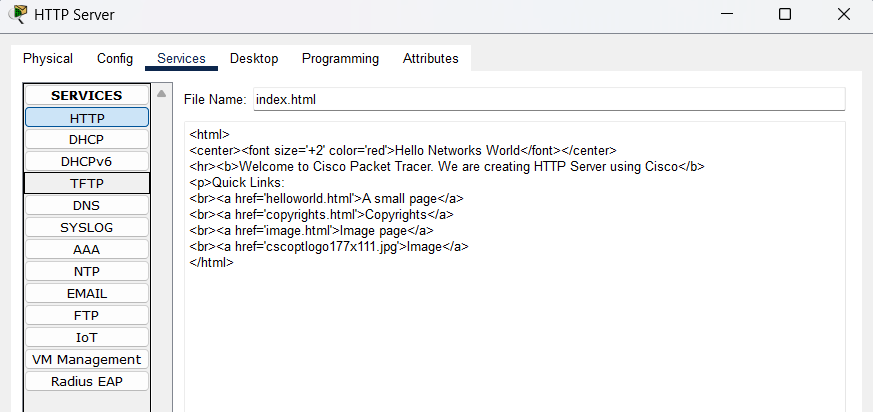 HTTP Server
Physical Config Services Desktop Programming Attributes
SERVICES
HTTP
DHCP
DHCPv6
TFTP
DNS
SYSLOG
AAA
NTP
EMAIL
FTP
IoT
VM Management
Radius EAP
File Name: index.html
<html>
<center><font size='+2' color='red'>Hello Networks World</font></center>
<hr><b>Welcome to Cisco Packet Tracer. We are creating HTTP Server using Cisco</b>
<p>Quick Links:
<br><a href='helloworld.html'>A small page</a>
<br><a href='copyrights.html'>Copyrights</a>
<br><a href='image.html'>Image page</a>
<br><a href='cscoptlogo177x111.jpg'>Image</a>
</html>